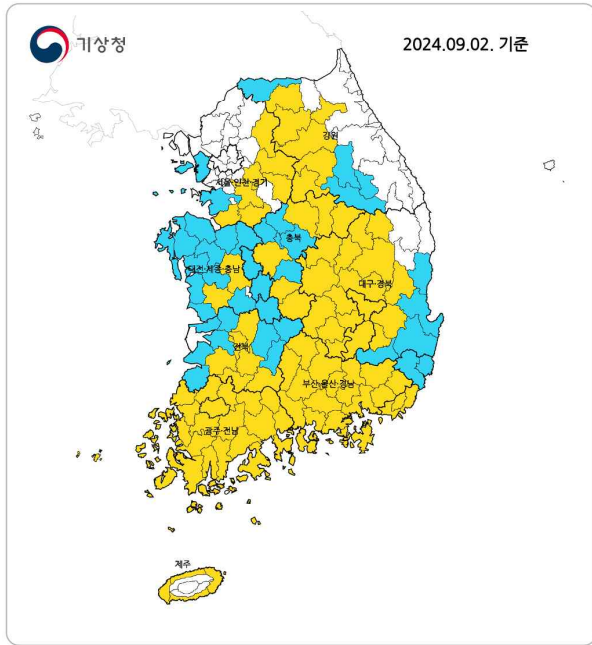 기상청
2024.09.02. 기준
강원
서울·인천·경기
충북
대전·세종·충남
대구·경북
전북
부산·울산·경남
광주·전남
제주